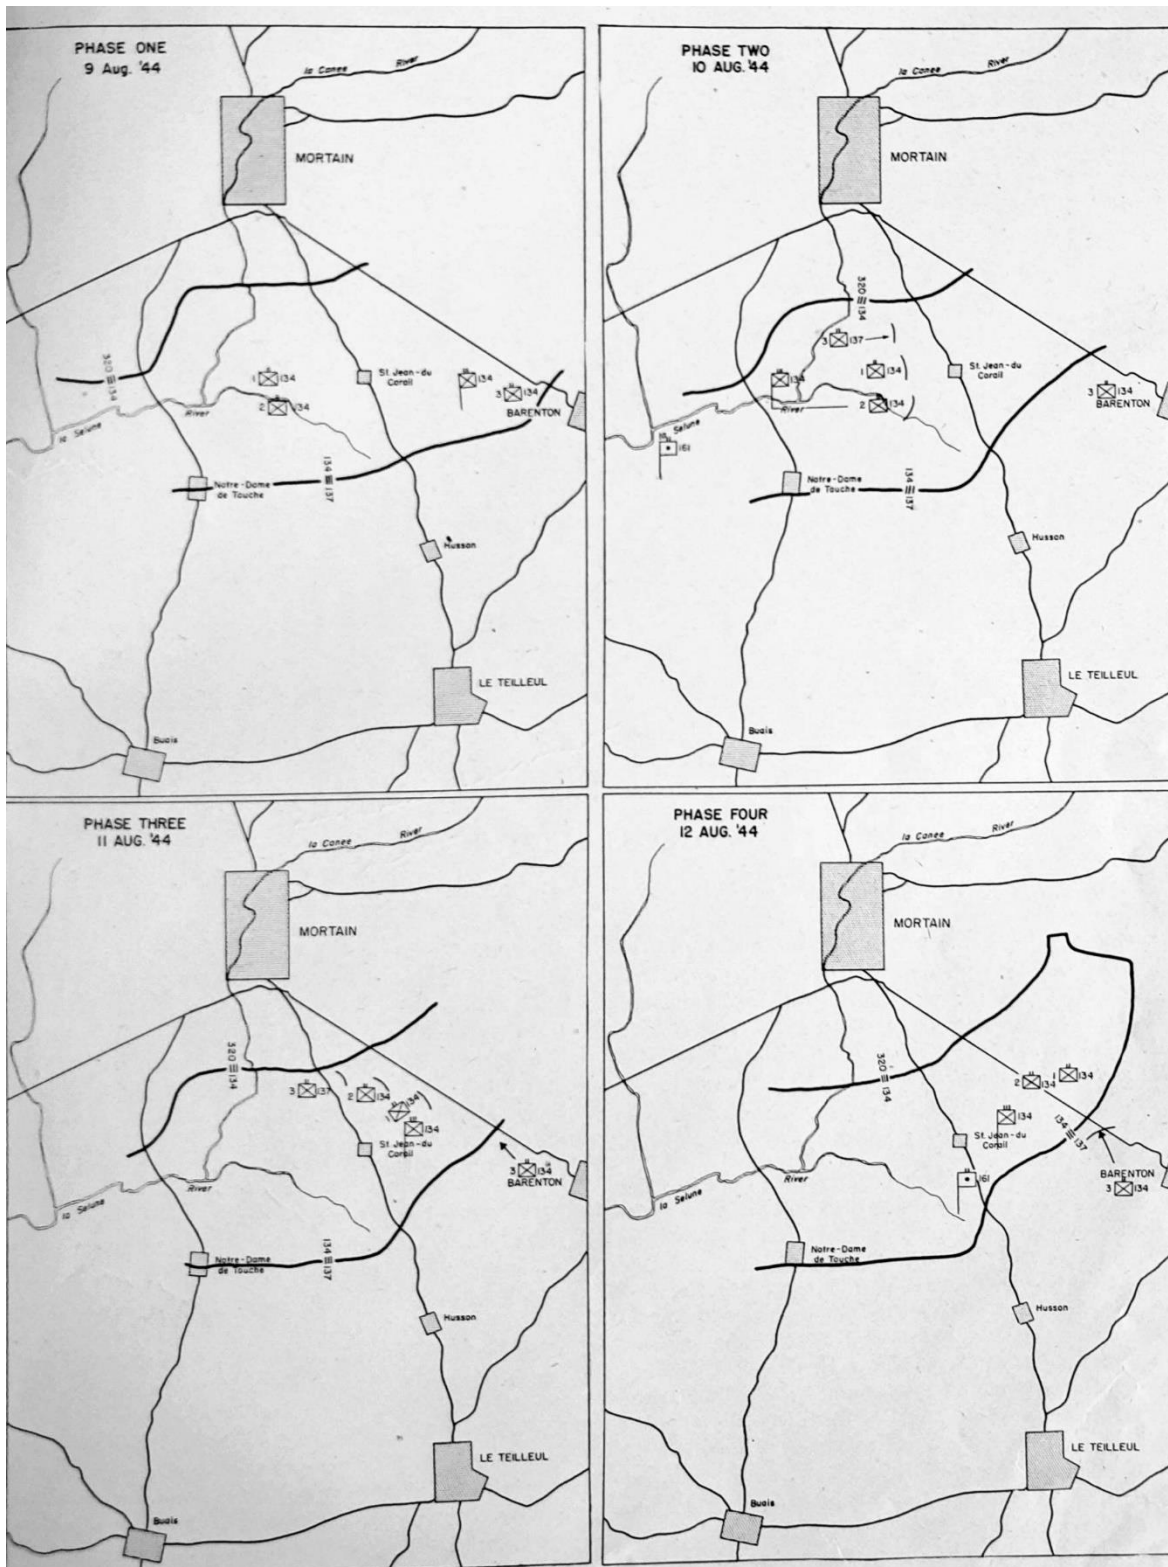 PHASE ONE
9 Aug. '44
la Canee River
MORTAIN
320 134
1 134
134
3 134
2 134
BARENTON
St. Jean-du
Corail
River
la Selune
134 137
Notre-Dame
de Touche
Husson
LE TEILLEUL
Buais
PHASE TWO
10 AUG. '44
la Canee River
MORTAIN
320 134
3 137
134
1 134
St. Jean-du
Corail
3 134
BARENTON
2 134
River
la Selune
161
134 137
Notre-Dame
de Touche
Husson
LE TEILLEUL
Buais
PHASE THREE
11 AUG. '44
la Canee River
MORTAIN
320 134
3 137
2 134
1 134
134
St. Jean-du
Corail
3 134
BARENTON
River
la Selune
134 137
Notre-Dame
de Touche
Husson
LE TEILLEUL
Buais
PHASE FOUR
12 AUG. '44
la Canee River
MORTAIN
320 134
2 134
1 134
134
134 137
St. Jean-du
Corail
BARENTON
3 134
161
River
la Selune
Notre-Dame
de Touche
Husson
LE TEILLEUL
Buais